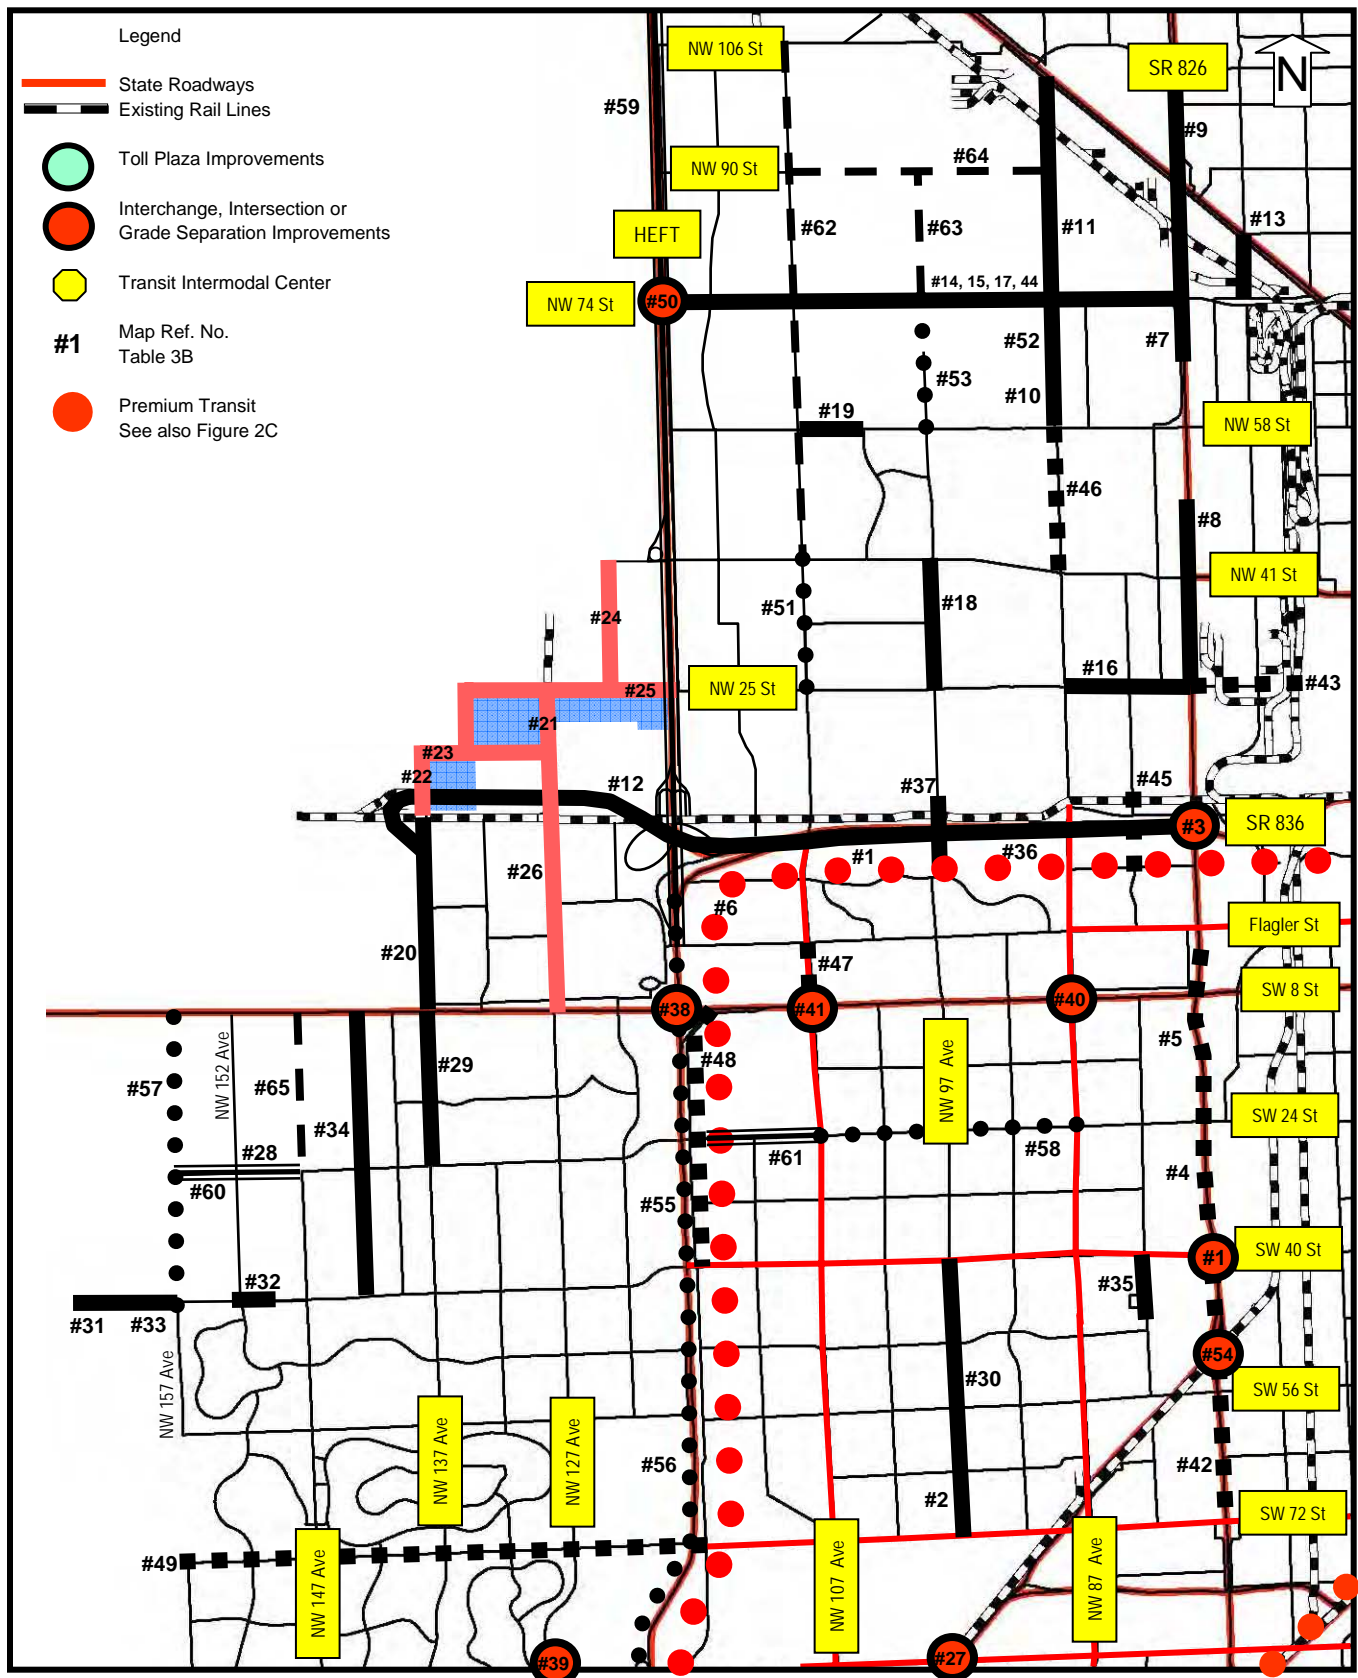 Legend
State Roadways
Existing Rail Lines
Toll Plaza Improvements
Interchange, Intersection or
Grade Separation Improvements
Transit Intermodal Center
#1
Map Ref. No.
Table 3B
Premium Transit
See also Figure 2C
NW 106 St
SR 826
N
#59
#9
#64
NW 90 St
#62
#63
#11
#13
HEFT
#14, 15, 17, 44
NW 74 St
#50
#52
#7
#53
#10
#19
NW 58 St
#46
#8
NW 41 St
#51
#18
#24
#16
#43
#25
NW 25 St
#21
#23
#22
#12
#37
#45
#3
SR 836
#1
#36
#26
#6
Flagler St
#20
#47
SW 8 St
#38
#41
#40
#5
NW 152 Ave
#29
#48
NW 97 Ave
#57
#65
#34
SW 24 St
#28
#61
#58
#4
#60
#55
SW 40 St
#1
#32
#35
#31
#33
#54
NW 157 Ave
#30
SW 56 St
NW 137 Ave
NW 127 Ave
#56
#42
#2
SW 72 St
#49
NW 147 Ave
NW 107 Ave
NW 87 Ave
#39
#27